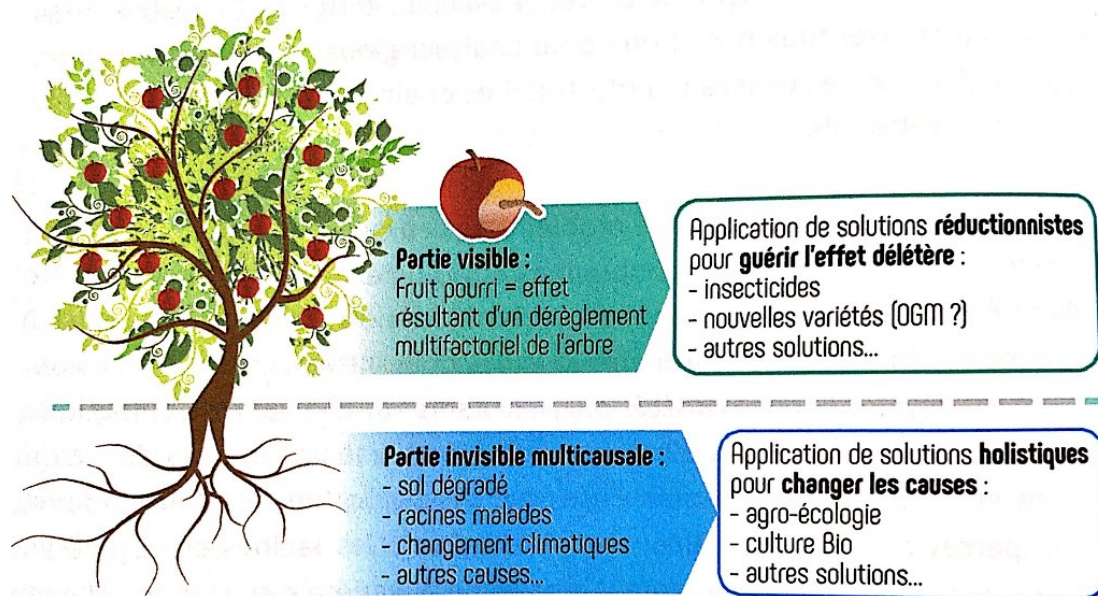 Partie visible :
Fruit pourri = effet
résultant d'un dérèglement
multifactoriel de l'arbre
Application de solutions réductionnistes
pour guérir l'effet délétère :
- insecticides
- nouvelles variétés (OGM ?)
- autres solutions...
Partie invisible multicausale :
- sol dégradé
- racines malades
- changement climatiques
- autres causes...
Application de solutions holistiques
pour changer les causes :
- agro-écologie
- culture Bio
- autres solutions...